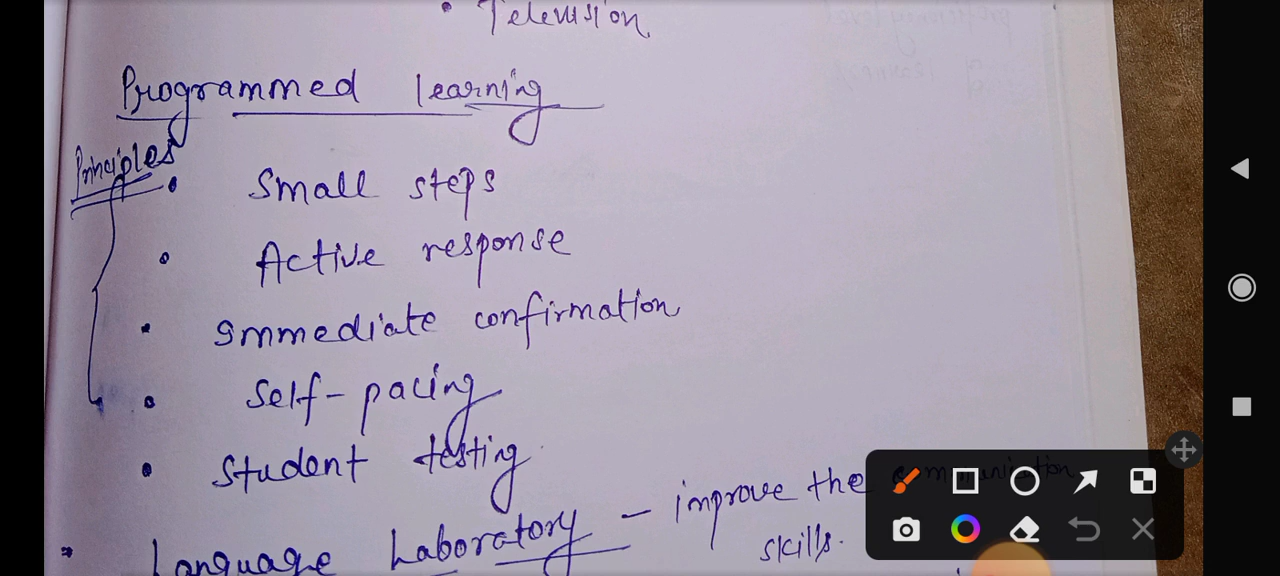 • Television
Programmed learning
Principles
• Small steps
• Active response
• Immediate confirmation
• Self-pacing
• Student testing
• Language Laboratory — improve the communication
skills.